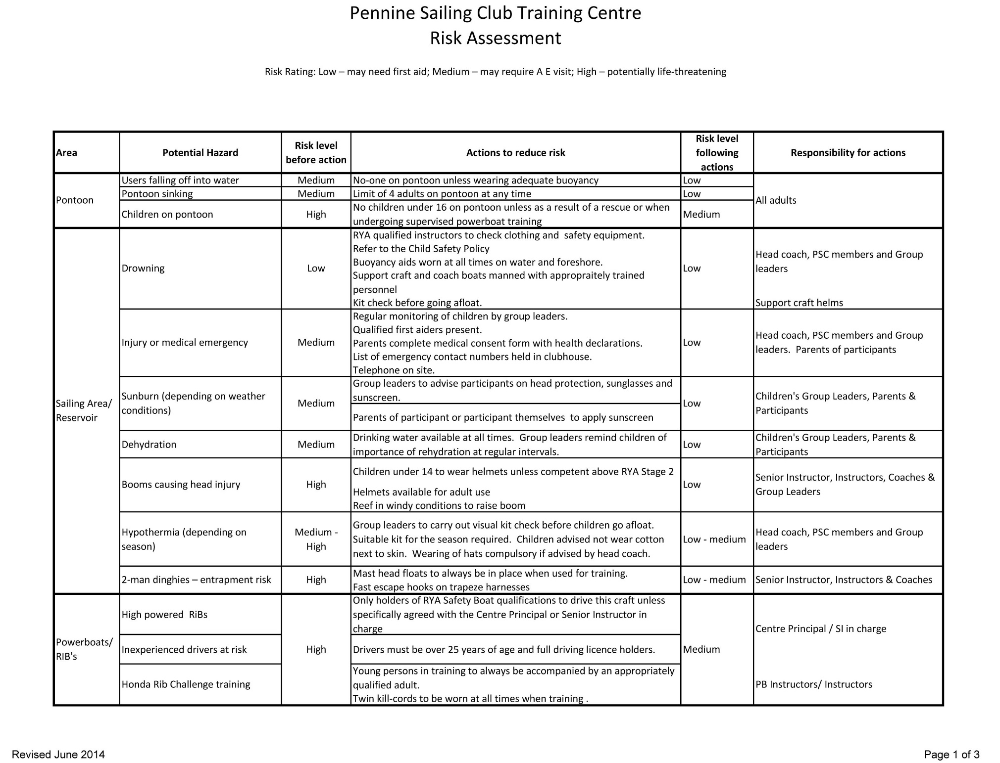 Pennine Sailing Club Training Centre
Risk Assessment
Risk Rating: Low – may need first aid; Medium – may require A E visit; High – potentially life-threatening
Area
Potential Hazard
Risk level
before action
Actions to reduce risk
Risk level
following
actions
Responsibility for actions
Pontoon
Users falling off into water
Medium
No-one on pontoon unless wearing adequate buoyancy
Low
All adults
Pontoon sinking
Medium
Limit of 4 adults on pontoon at any time
Low
Children on pontoon
High
No children under 16 on pontoon unless as a result of a rescue or when
undergoing supervised powerboat training
Medium
Sailing Area/
Reservoir
Drowning
Low
RYA qualified instructors to check clothing and  safety equipment.
Refer to the Child Safety Policy
Buoyancy aids worn at all times on water and foreshore.
Support craft and coach boats manned with appropraitely trained
personnel
Kit check before going afloat.
Low
Head coach, PSC members and Group
leaders
Support craft helms
Injury or medical emergency
Medium
Regular monitoring of children by group leaders.
Qualified first aiders present.
Parents complete medical consent form with health declarations.
List of emergency contact numbers held in clubhouse.
Telephone on site.
Low
Head coach, PSC members and Group
leaders.  Parents of participants
Sunburn (depending on weather
conditions)
Medium
Group leaders to advise participants on head protection, sunglasses and
sunscreen.
Parents of participant or participant themselves  to apply sunscreen
Low
Children's Group Leaders, Parents &
Participants
Dehydration
Medium
Drinking water available at all times.  Group leaders remind children of
importance of rehydration at regular intervals.
Low
Children's Group Leaders, Parents &
Participants
Booms causing head injury
High
Children under 14 to wear helmets unless competent above RYA Stage 2
Helmets available for adult use
Reef in windy conditions to raise boom
Low
Senior Instructor, Instructors, Coaches &
Group Leaders
Hypothermia (depending on
season)
Medium -
High
Group leaders to carry out visual kit check before children go afloat.
Suitable kit for the season required.  Children advised not wear cotton
next to skin.  Wearing of hats compulsory if advised by head coach.
Low - medium
Head coach, PSC members and Group
leaders
2-man dinghies – entrapment risk
High
Mast head floats to always be in place when used for training.
Fast escape hooks on trapeze harnesses
Low - medium
Senior Instructor, Instructors & Coaches
Powerboats/
RIB's
High powered  RiBs
High
Only holders of RYA Safety Boat qualifications to drive this craft unless
specifically agreed with the Centre Principal or Senior Instructor in
charge
Medium
Centre Principal / SI in charge
Inexperienced drivers at risk
Drivers must be over 25 years of age and full driving licence holders.
Honda Rib Challenge training
Young persons in training to always be accompanied by an appropriately
qualified adult.
Twin kill-cords to be worn at all times when training .
PB Instructors/ Instructors
Revised June 2014
Page 1 of 3